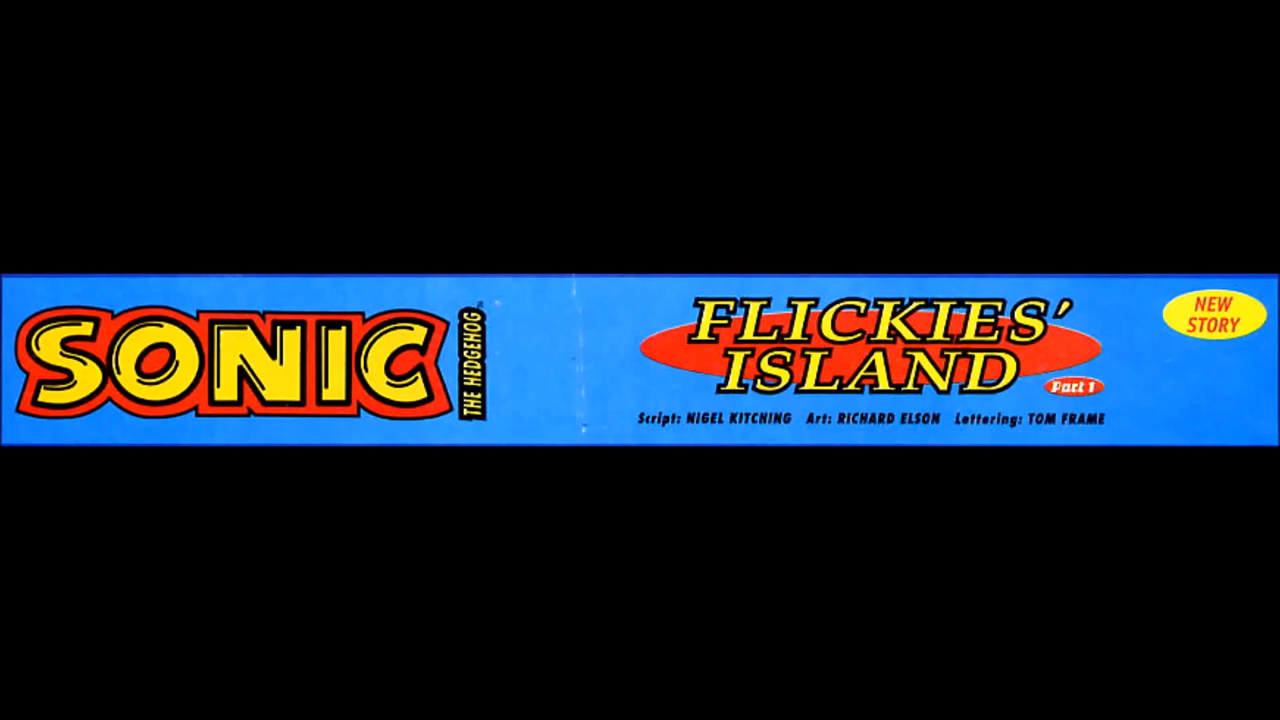 SONIC
THE HEDGEHOG
FLICKIES'
ISLAND
Part 1
Script: NIGEL KITCHING Art: RICHARD ELSON Lettering: TOM FRAME
NEW
STORY